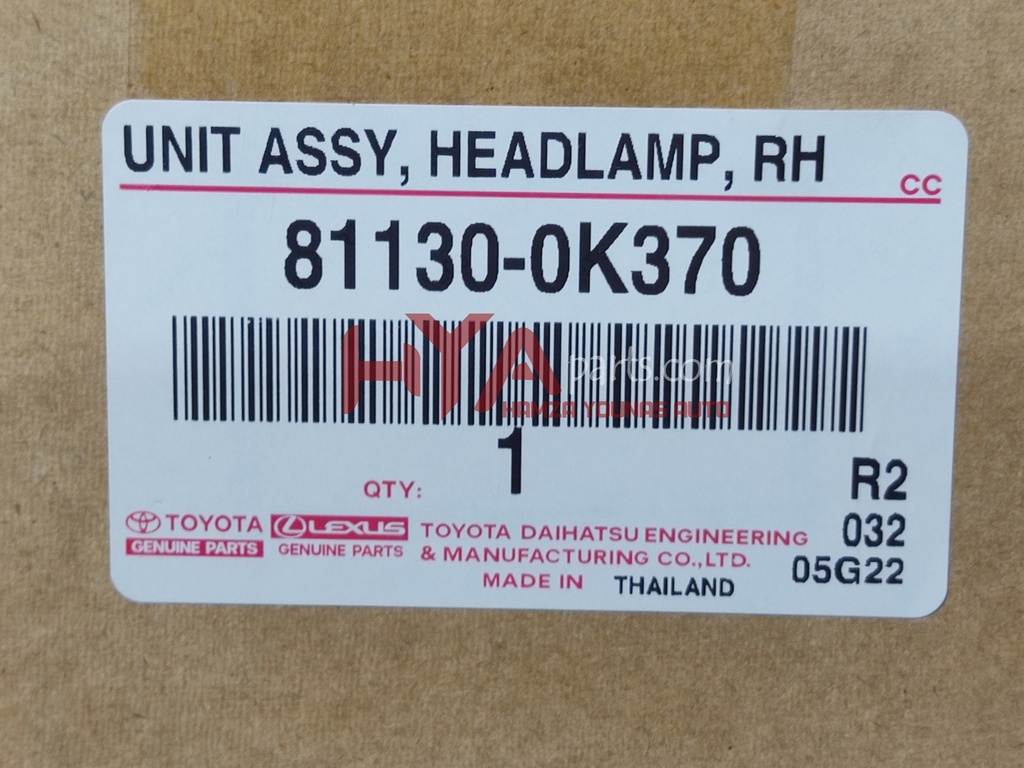 UNIT ASSY, HEADLAMP, RH
CC
81130-0K370
HYA parts.com
HAMZA YOUNAS AUTO
QTY: 1
R2
TOYOTA
GENUINE PARTS
LEXUS
GENUINE PARTS
TOYOTA DAIHATSU ENGINEERING
& MANUFACTURING CO.,LTD.
032
MADE IN THAILAND
05G22